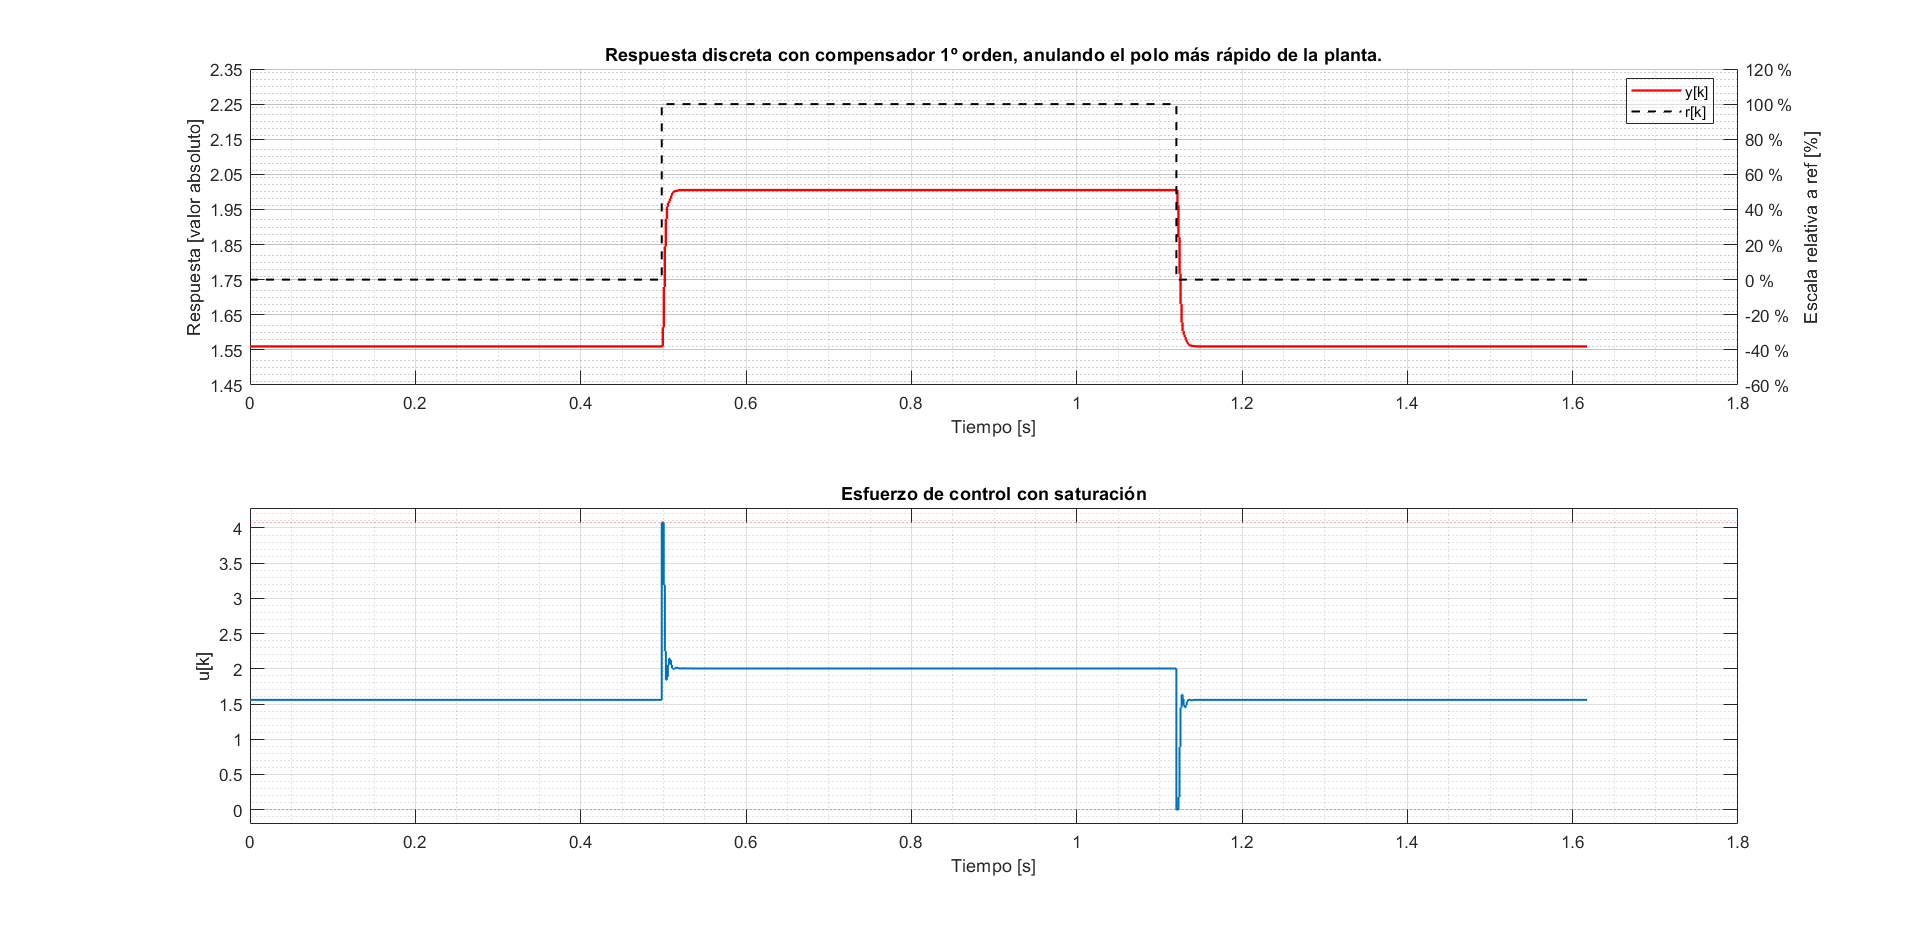 Respuesta discreta con compensador 1º orden, anulando el polo más rápido de la planta.
2.35
2.25
2.15
2.05
1.95
1.85
1.75
1.65
1.55
1.45
Respuesta [valor absoluto]
120 %
100 %
80 %
60 %
40 %
20 %
0 %
-20 %
-40 %
-60 %
Escala relativa a ref [%]
y[k]
r[k]
0 0.2 0.4 0.6 0.8 1 1.2 1.4 1.6 1.8
Tiempo [s]
Esfuerzo de control con saturación
4
3.5
3
2.5
2
1.5
1
0.5
0
u[k]
0 0.2 0.4 0.6 0.8 1 1.2 1.4 1.6 1.8
Tiempo [s]